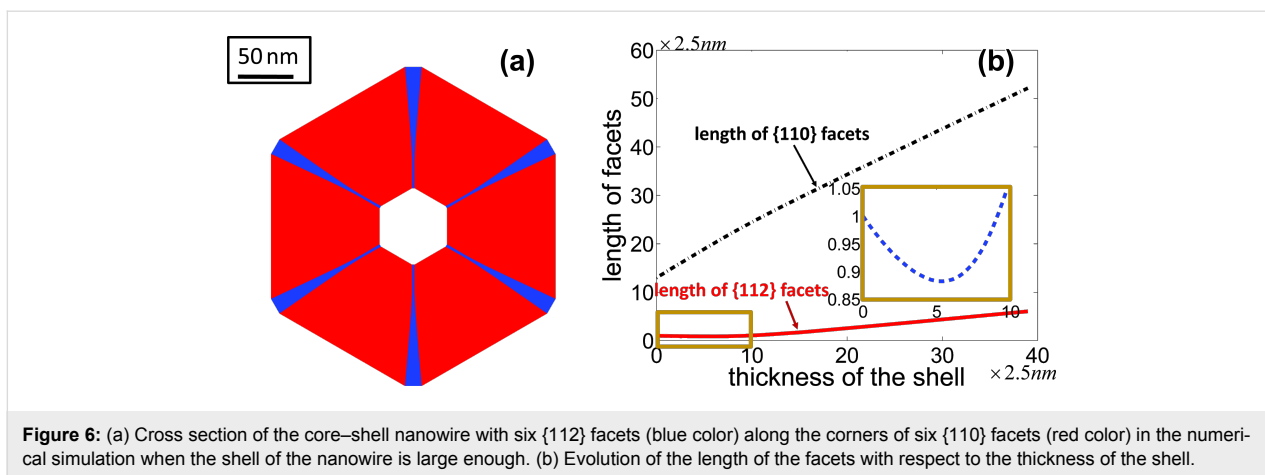 50 nm
(a)
(b)
×2.5nm
60
50
40
30
20
10
0
length of facets
length of {110} facets
length of {112} facets
1.05
1
0.95
0.9
0.85
0 5 10
0 10 20 30 40
thickness of the shell
×2.5nm
Figure 6: (a) Cross section of the core–shell nanowire with six {112} facets (blue color) along the corners of six {110} facets (red color) in the numeri-
cal simulation when the shell of the nanowire is large enough. (b) Evolution of the length of the facets with respect to the thickness of the shell.